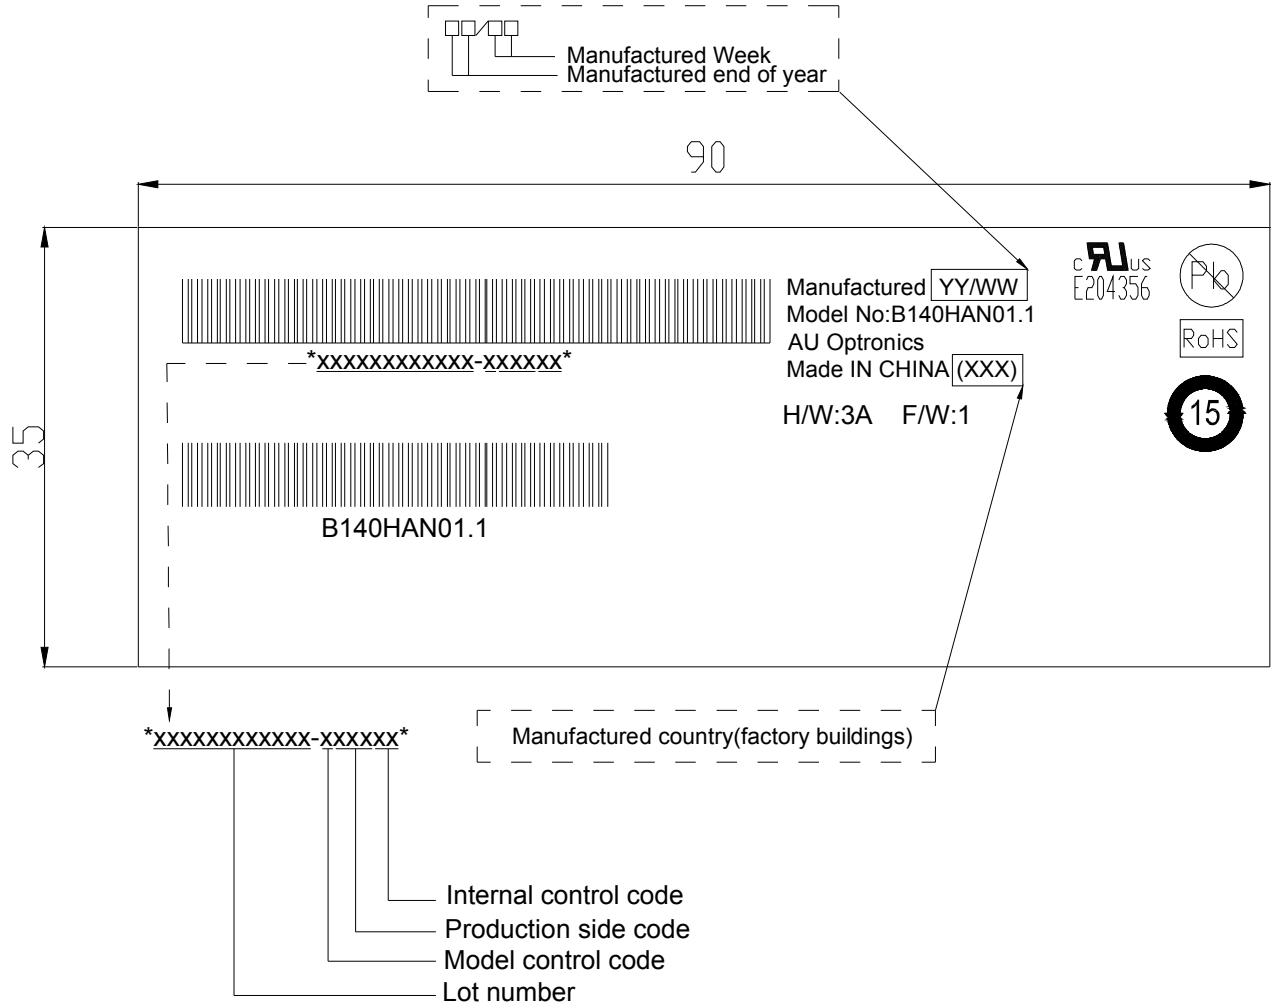 Manufactured Week
Manufactured end of year
90
35
Manufactured YY/WW
Model No:B140HAN01.1
AU Optronics
Made IN CHINA (XXX)
H/W:3A F/W:1
c RU US
E204356
Pb
RoHS
15
*xxxxxxxxxxxx-xxxxxx*
B140HAN01.1
*xxxxxxxxxxxx-xxxxxx*
Manufactured country(factory buildings)
Internal control code
Production side code
Model control code
Lot number